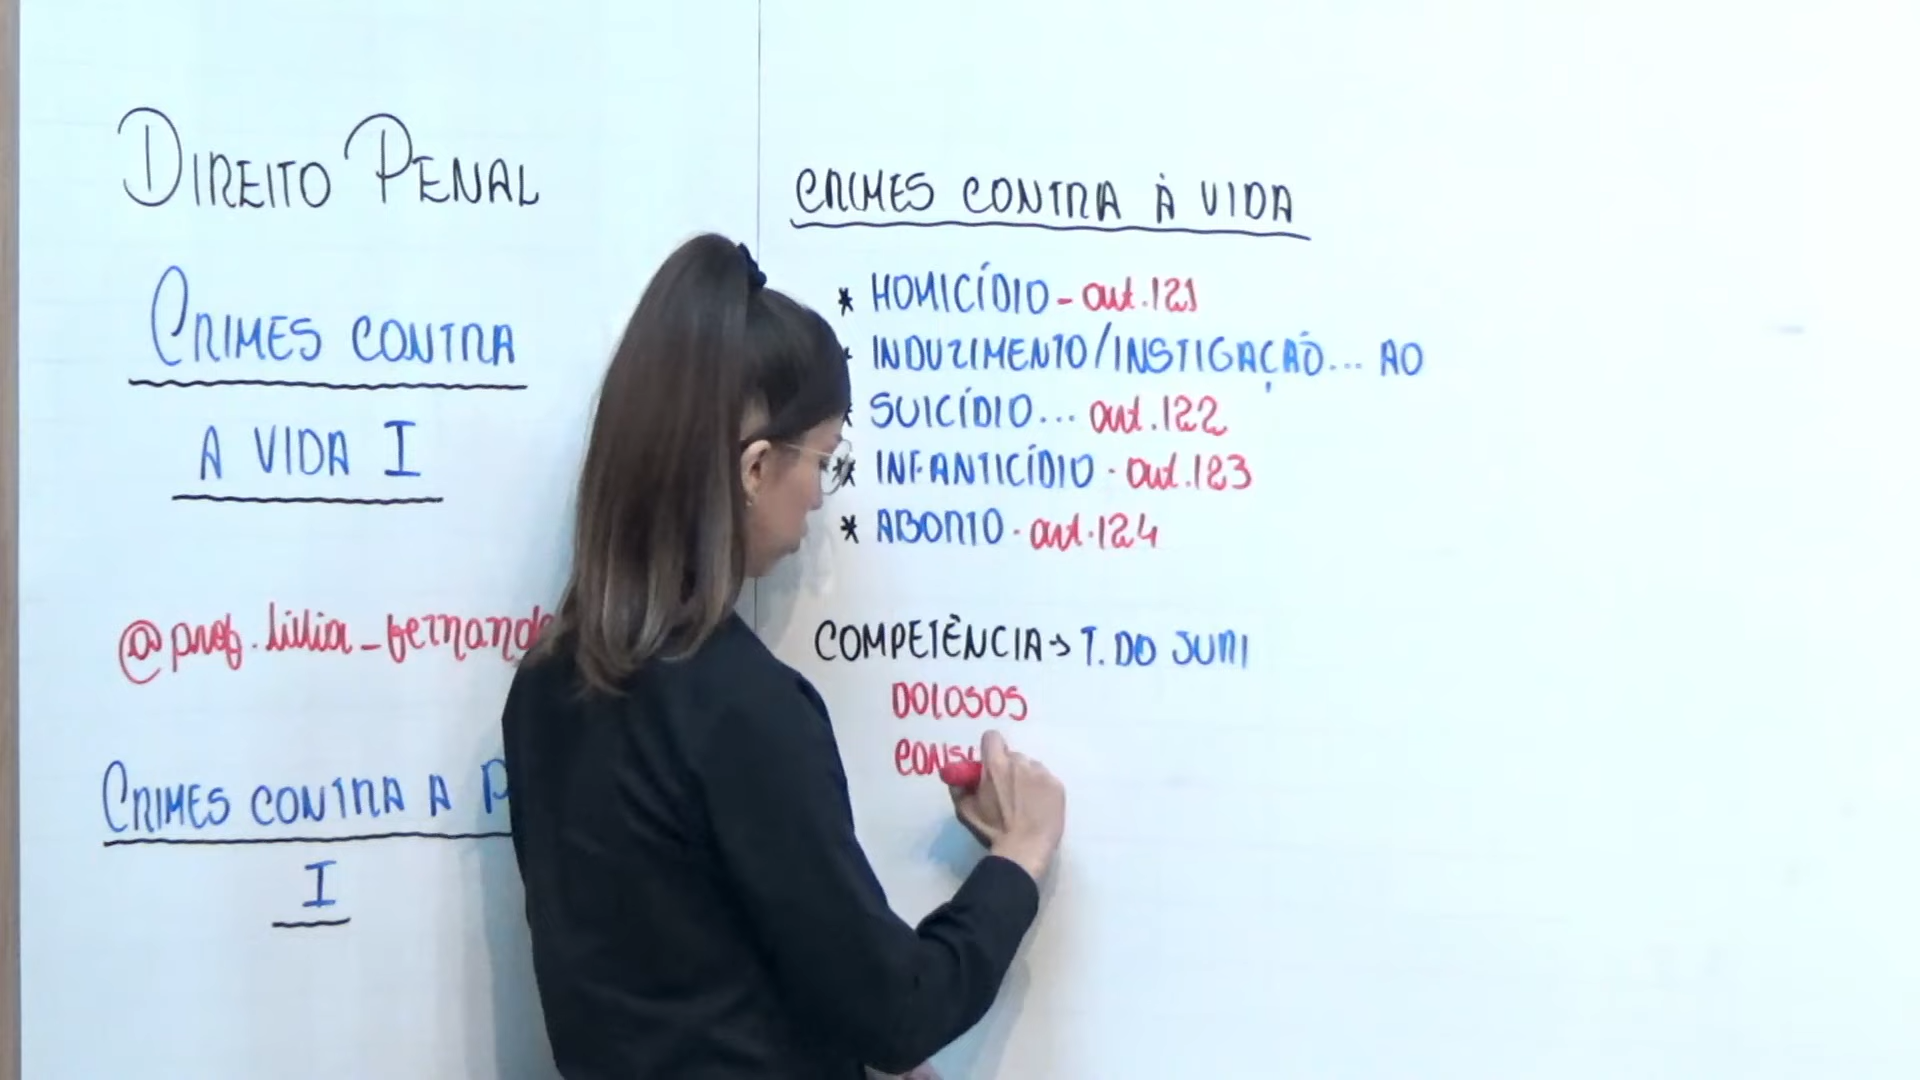 DIREITO PENAL
CRIMES CONTRA
A VIDA I
@prof.lilia_fernand
CRIMES CONTRA A P
I
CRIMES CONTRA À VIDA
* HOMICÍDIO - art.121
* INDUZIMENTO/INSTIGAÇÃO... AO
* SUICÍDIO... art.122
* INFANTICÍDIO - art.123
* ABORTO - art.124
COMPETÊNCIA → T. DO JURI
DOLOSOS